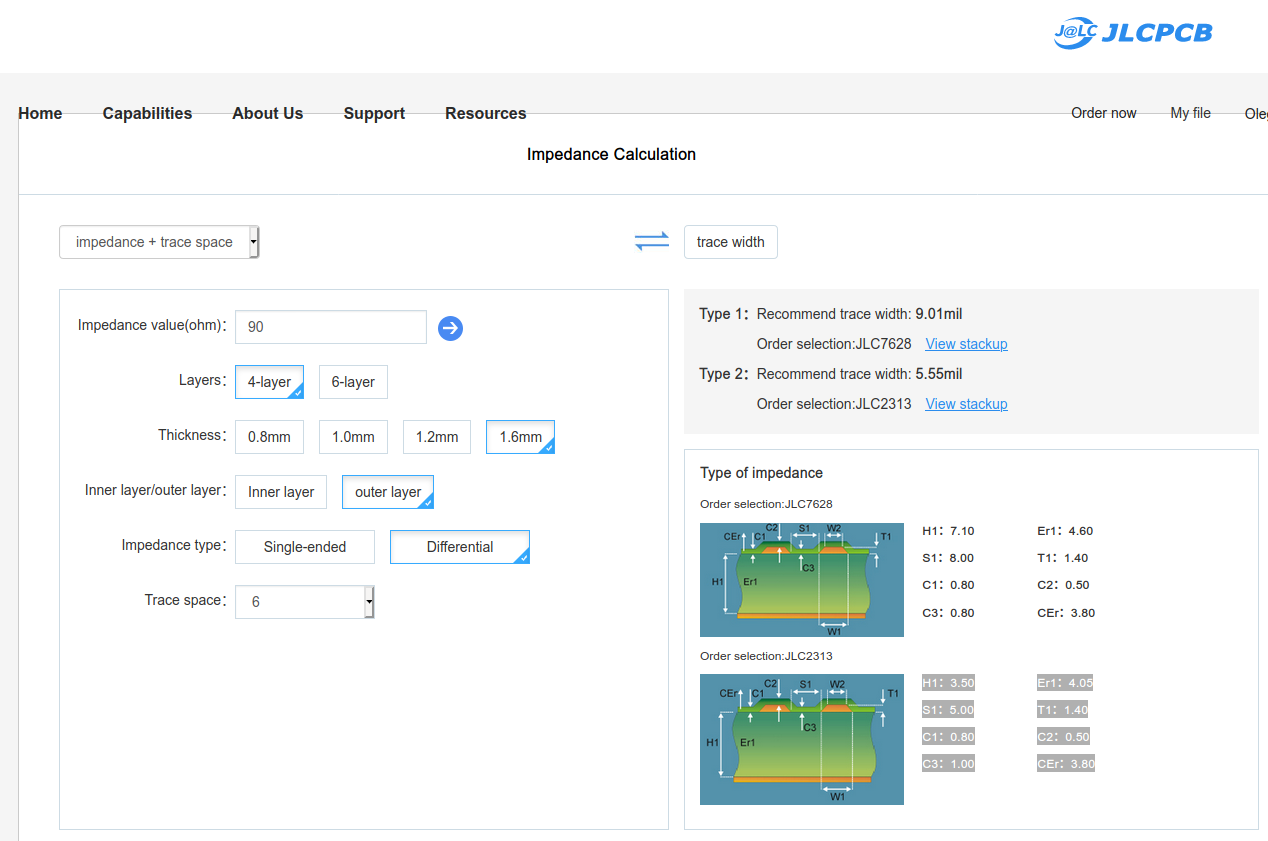 J@LC JLCPCB
Home Capabilities About Us Support Resources Order now My file Oleg
Impedance Calculation
impedance + trace space trace width
Impedance value(ohm): 90
Layers: 4-layer 6-layer
Thickness: 0.8mm 1.0mm 1.2mm 1.6mm
Inner layer/outer layer: Inner layer outer layer
Impedance type: Single-ended Differential
Trace space: 6
Type 1: Recommend trace width: 9.01mil
Order selection:JLC7628 View stackup
Type 2: Recommend trace width: 5.55mil
Order selection:JLC2313 View stackup
Type of impedance
Order selection:JLC7628
C2 S1 W2
CEr C1 T1
C3
H1 Er1
W1
H1: 7.10 Er1: 4.60
S1: 8.00 T1: 1.40
C1: 0.80 C2: 0.50
C3: 0.80 CEr: 3.80
Order selection:JLC2313
C2 S1 W2
CEr C1 T1
C3
H1 Er1
W1
H1: 3.50 Er1: 4.05
S1: 5.00 T1: 1.40
C1: 0.80 C2: 0.50
C3: 1.00 CEr: 3.80